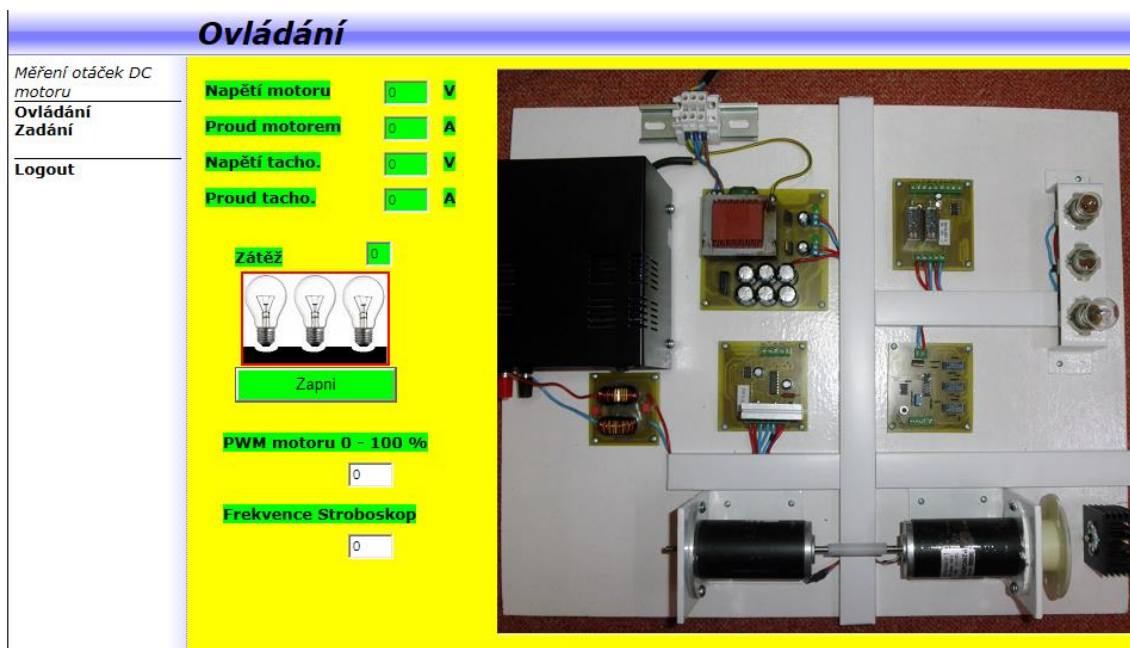 Ovládání
Měření otáček DC
motoru
Ovládání
Zadání
Logout
Napětí motoru 0 V
Proud motorem 0 A
Napětí tacho. 0 V
Proud tacho. 0 A
Zátěž 0
Zapni
PWM motoru 0 - 100 %
0
Frekvence Stroboskop
0